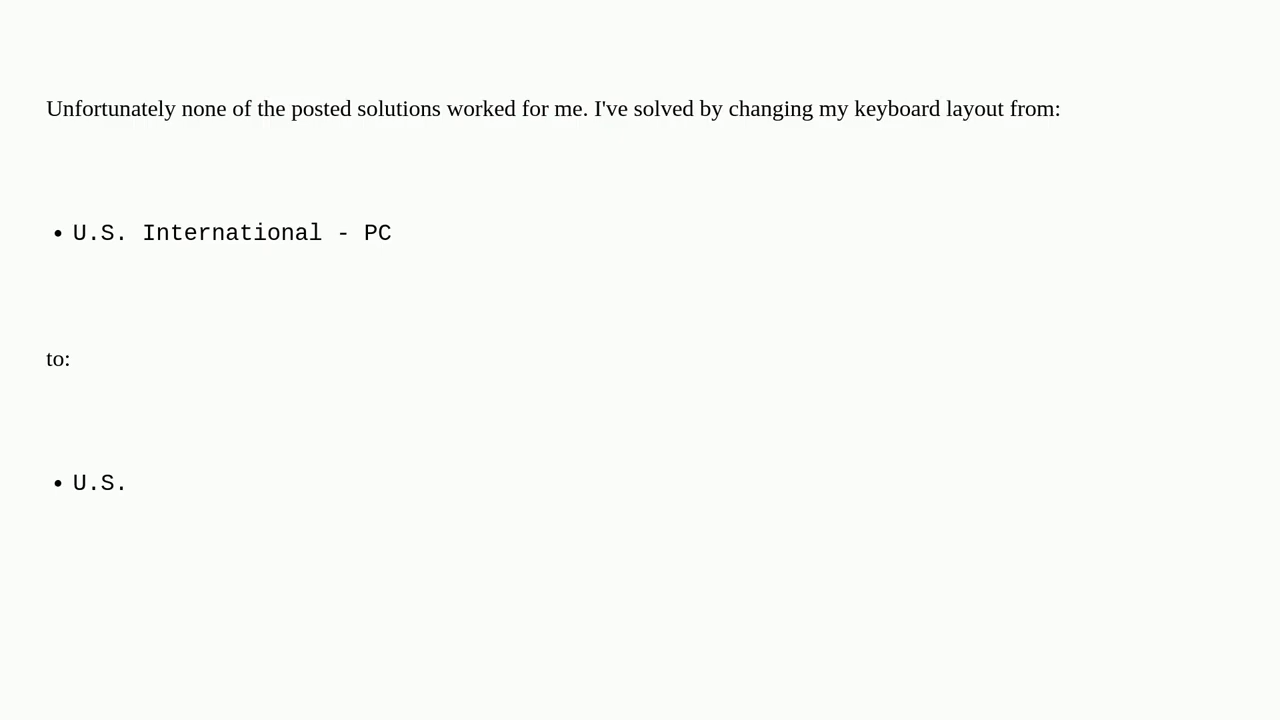 Unfortunately none of the posted solutions worked for me. I've solved by changing my keyboard layout from:
• U.S. International - PC
to:
• U.S.